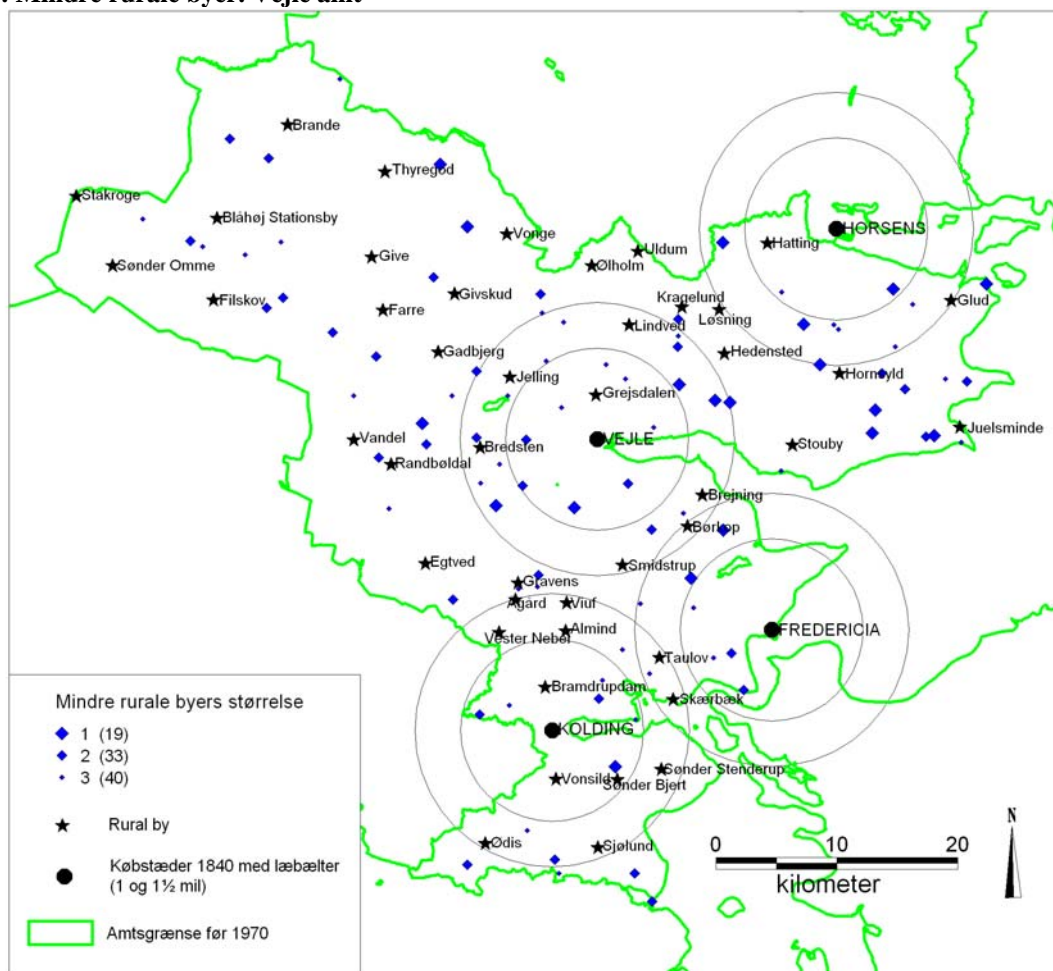 . Mindre rurale byer: Vejle amt
Brande
Thyregod
Stakroge
Blåhøj Stationsby
Vonge
HORSENS
Hatting
Uldum
Give
Sønder Omme
Ølholm
Givskud
Filskov
Glud
Kragelund
Løsning
Farre
Lindved
Gadbjerg
Hedensted
Jelling
Hornsyld
Grejsdalen
Juelsminde
Vandel
VEJLE
Stouby
Bredsten
Randbøldal
Brejning
Børkop
Egtved
Smidstrup
Gravens
Ågård
Viuf
Almind
FREDERICIA
Vester Nebel
Taulov
Bramdrupdam
Skærbæk
KOLDING
Sønder Stenderup
Vonsild
Sønder Bjert
Ødis
Sjølund
Mindre rurale byers størrelse
1 (19)
2 (33)
3 (40)
Rural by
Købstæder 1840 med læbælter
(1 og 1½ mil)
Amtsgrænse før 1970
0 10 20
kilometer
N